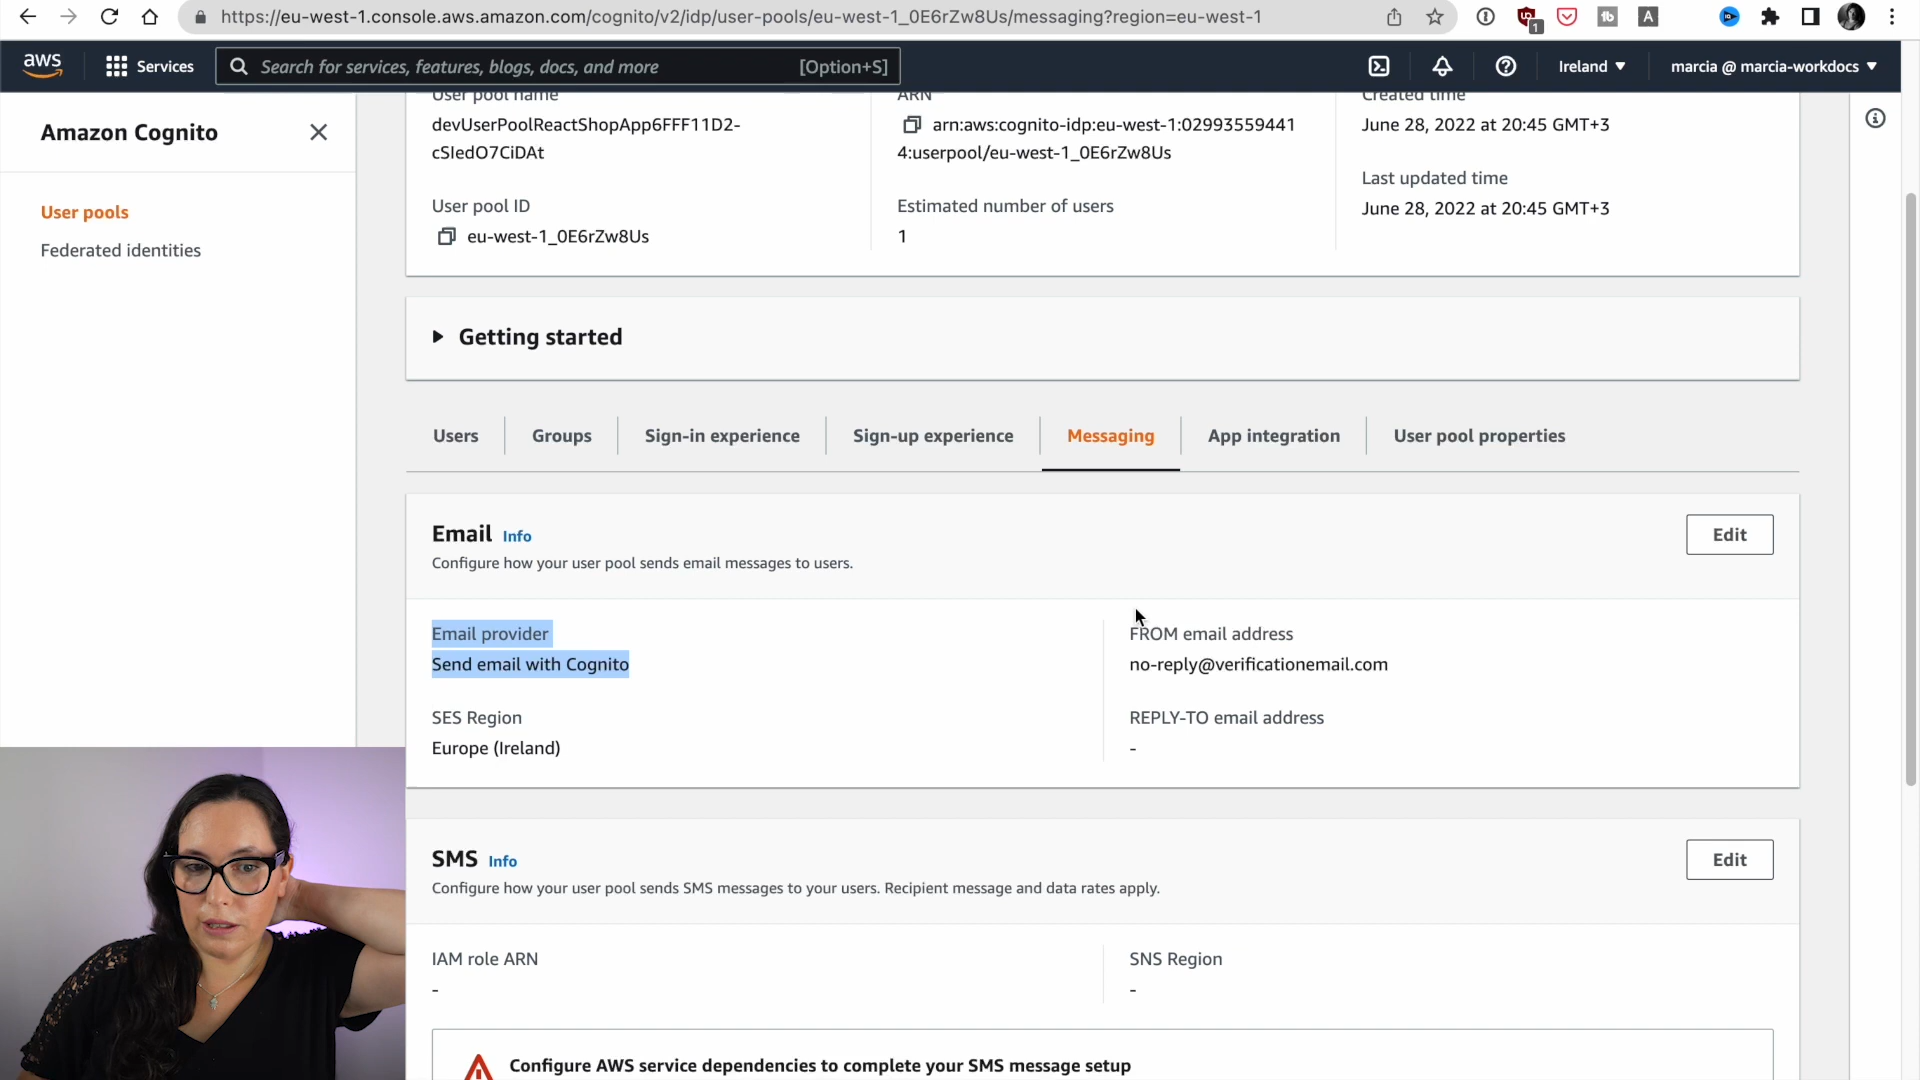 https://eu-west-1.console.aws.amazon.com/cognito/v2/idp/user-pools/eu-west-1_0E6rZw8Us/messaging?region=eu-west-1
1
A
aws
Services
Search for services, features, blogs, docs, and more
[Option+S]
Ireland
marcia @ marcia-workdocs
Amazon Cognito
User pools
Federated identities
User pool name
devUserPoolReactShopApp6FFF11D2-
cSIedO7CiDAt
User pool ID
eu-west-1_0E6rZw8Us
ARN
arn:aws:cognito-idp:eu-west-1:02993559441
4:userpool/eu-west-1_0E6rZw8Us
Estimated number of users
1
Created time
June 28, 2022 at 20:45 GMT+3
Last updated time
June 28, 2022 at 20:45 GMT+3
Getting started
Users
Groups
Sign-in experience
Sign-up experience
Messaging
App integration
User pool properties
Email Info
Configure how your user pool sends email messages to users.
Edit
Email provider
Send email with Cognito
SES Region
Europe (Ireland)
FROM email address
no-reply@verificationemail.com
REPLY-TO email address
-
SMS Info
Configure how your user pool sends SMS messages to your users. Recipient message and data rates apply.
Edit
IAM role ARN
-
SNS Region
-
Configure AWS service dependencies to complete your SMS message setup